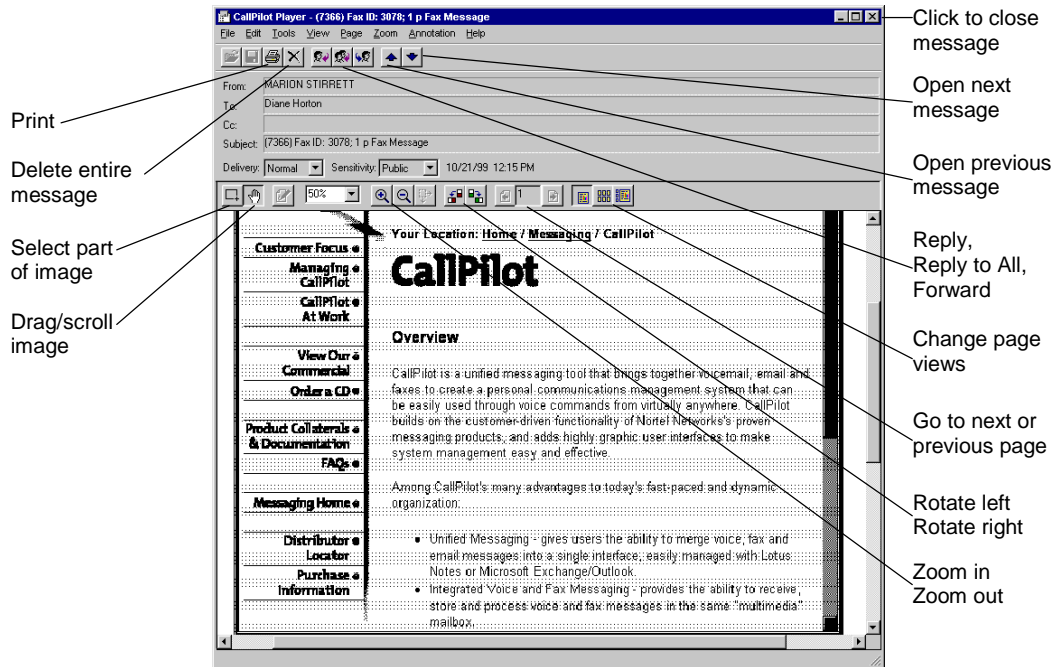 CallPilot Player - (7366) Fax ID: 3078; 1 p Fax Message
File Edit Tools View Page Zoom Annotation Help
From: MARION STIRRETT
To: Diane Horton
Cc:
Subject: (7366) Fax ID: 3078; 1 p Fax Message
Delivery: Normal Sensitivity: Public 10/21/99 12:15 PM
50% 1
Print
Delete entire
message
Select part
of image
Drag/scroll
image
Customer Focus
Managing
CallPilot
CallPilot
At Work
View Our
Commercial
Order a CD
Product Collaterals
& Documentation
FAQs
Messaging Home
Distributor
Locator
Purchase
Information
Your Location: Home / Messaging / CallPilot
CallPilot
Overview
CallPilot is a unified messaging tool that brings together voicemail, email and
faxes to create a personal communications management system that can
be easily used through voice commands from virtually anywhere. CallPilot
builds on the customer-driven functionality of Nortel Networks's proven
messaging products, and adds highly graphic user interfaces to make
system management easy and effective.
Among CallPilot's many advantages to today's fast-paced and dynamic
organization:
• Unified Messaging - gives users the ability to merge voice, fax and
email messages into a single interface, easily managed with Lotus
Notes or Microsoft Exchange/Outlook.
• Integrated Voice and Fax Messaging - provides the ability to receive,
store and process voice and fax messages in the same "multimedia"
mailbox.
Click to close
message
Open next
message
Open previous
message
Reply,
Reply to All,
Forward
Change page
views
Go to next or
previous page
Rotate left
Rotate right
Zoom in
Zoom out